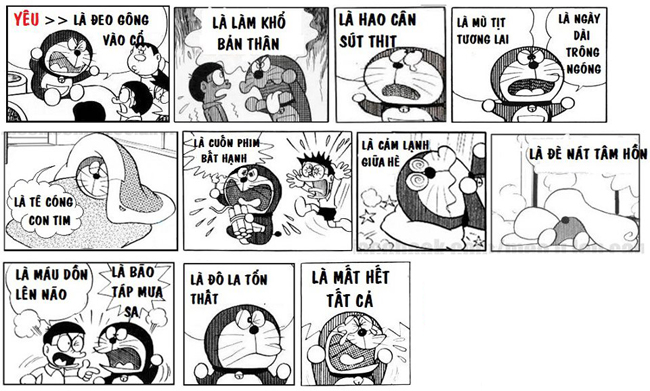 YÊU >> LÀ ĐEO GÔNG
VÀO CỔ
LÀ LÀM KHỔ
BẢN THÂN
LÀ HAO CÂN
SÚT THỊT
LÀ MÙ TỊT
TƯƠNG LAI
LÀ NGÀY
DÀI
TRÔNG
NGÓNG
LÀ TÊ CÓNG
CON TIM
LÀ CUỐN PHIM
BẤT HẠNH
LÀ CẢM LẠNH
GIỮA HÈ
LÀ ĐÈ NÁT TÂM HỒN
LÀ MÁU DỒN
LÊN NÃO
LÀ BÃO
TÁP MƯA
SA
LÀ ĐÔ LA TỔN
THẤT
LÀ MẤT HẾT
TẤT CẢ